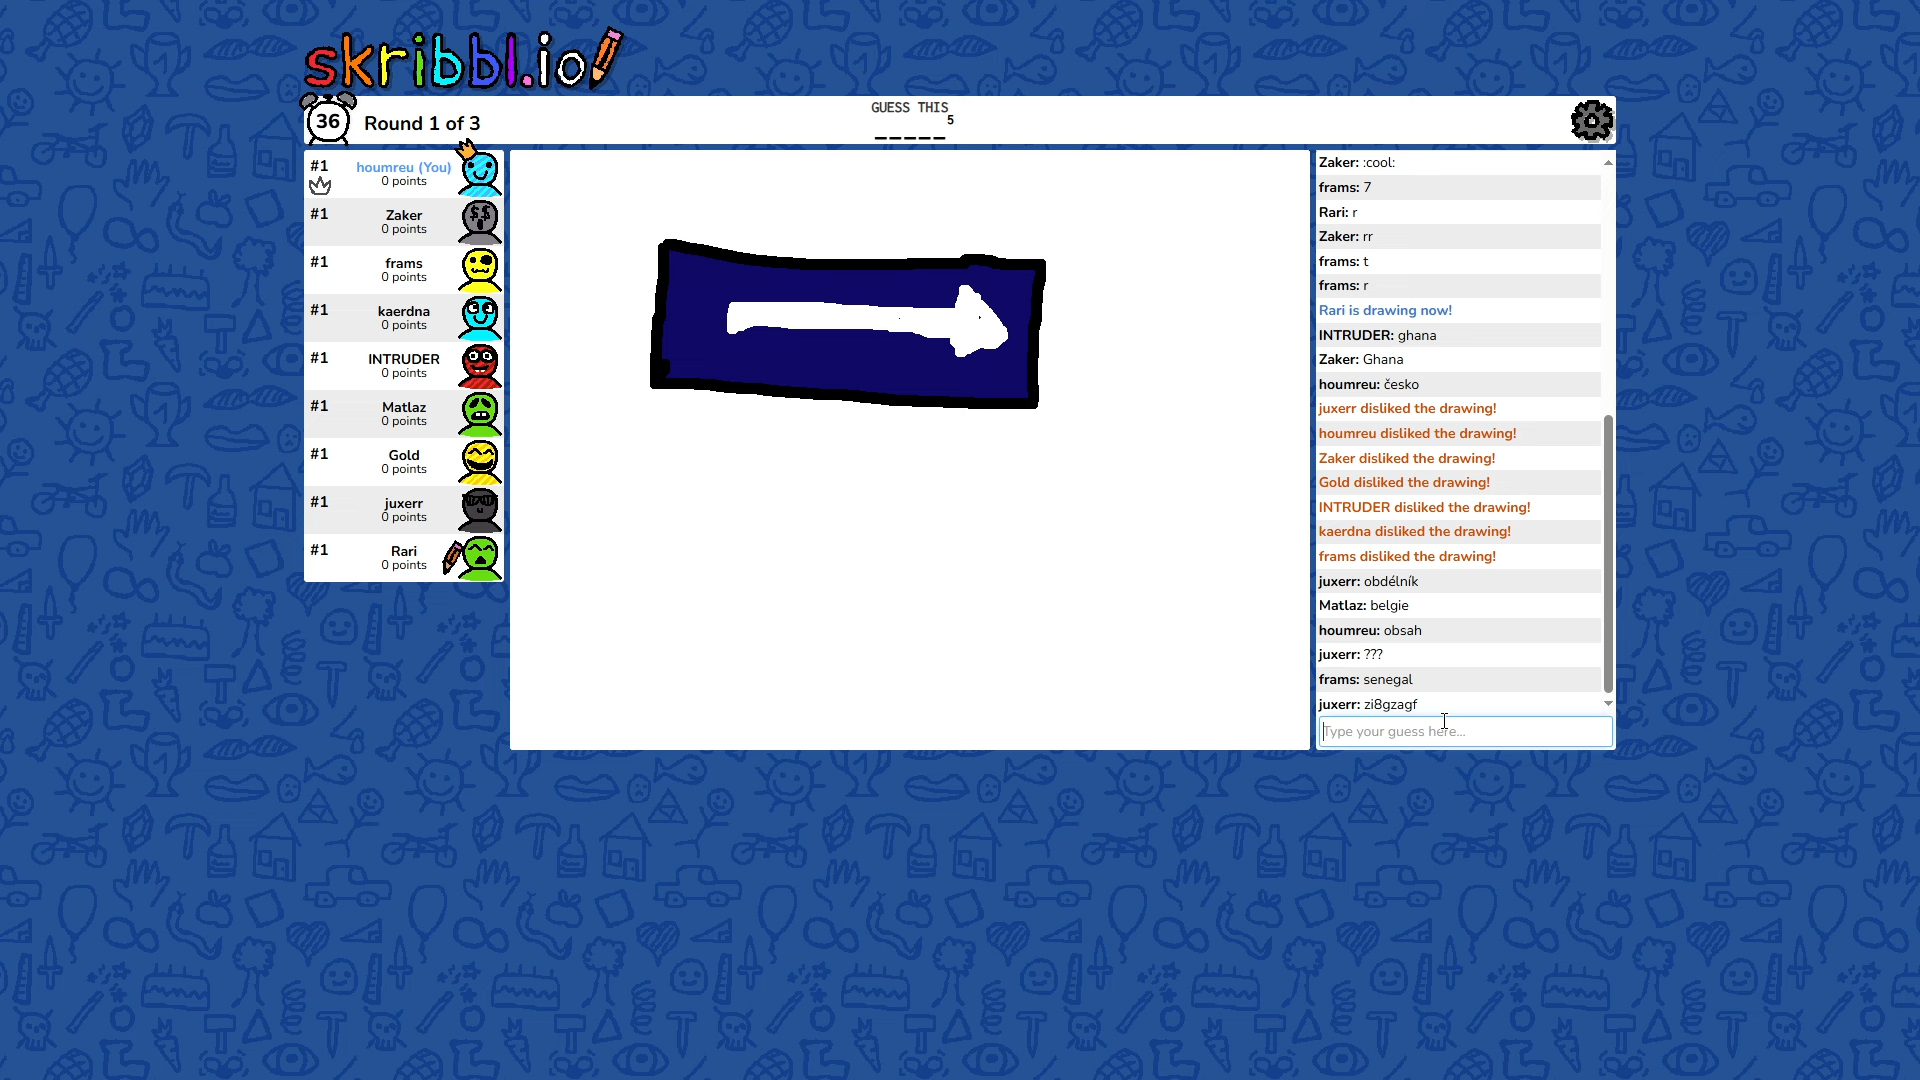 skribbl.io
36
Round 1 of 3
GUESS THIS
_____ 5
#1
houmreu (You)
0 points
#1
Zaker
0 points
#1
frams
0 points
#1
kaerdna
0 points
#1
INTRUDER
0 points
#1
Matlaz
0 points
#1
Gold
0 points
#1
juxerr
0 points
#1
Rari
0 points
Zaker: :cool:
frams: 7
Rari: r
Zaker: rr
frams: t
frams: r
Rari is drawing now!
INTRUDER: ghana
Zaker: Ghana
houmreu: česko
juxerr disliked the drawing!
houmreu disliked the drawing!
Zaker disliked the drawing!
Gold disliked the drawing!
INTRUDER disliked the drawing!
kaerdna disliked the drawing!
frams disliked the drawing!
juxerr: obdélník
Matlaz: belgie
houmreu: obsah
juxerr: ???
frams: senegal
juxerr: zi8gzagf
Type your guess here...